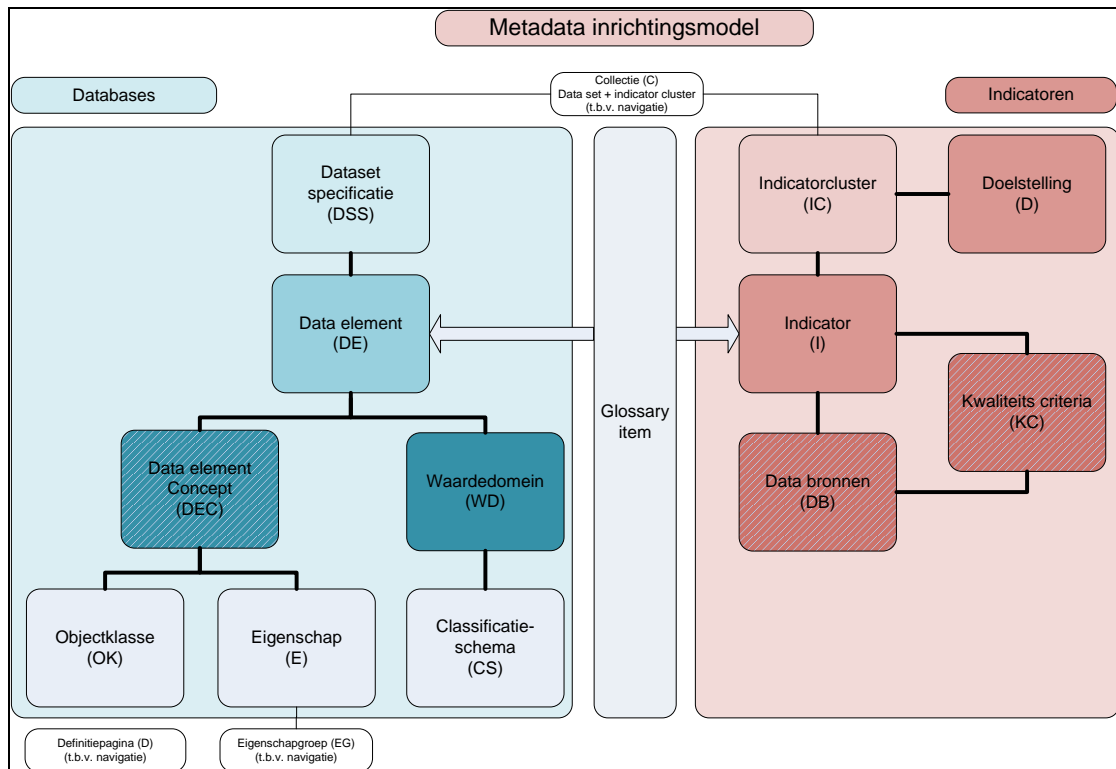 Metadata inrichtingsmodel
Databases
Collectie (C)
Data set + indicator cluster
(t.b.v. navigatie)
Indicatoren
Dataset
specificatie
(DSS)
Indicatorcluster
(IC)
Doelstelling
(D)
Data element
(DE)
Indicator
(I)
Glossary
item
Kwaliteits criteria
(KC)
Data element
Concept
(DEC)
Waardedomein
(WD)
Data bronnen
(DB)
Objectklasse
(OK)
Eigenschap
(E)
Classificatie-
schema
(CS)
Definitiepagina (D)
(t.b.v. navigatie)
Eigenschapgroep (EG)
(t.b.v. navigatie)